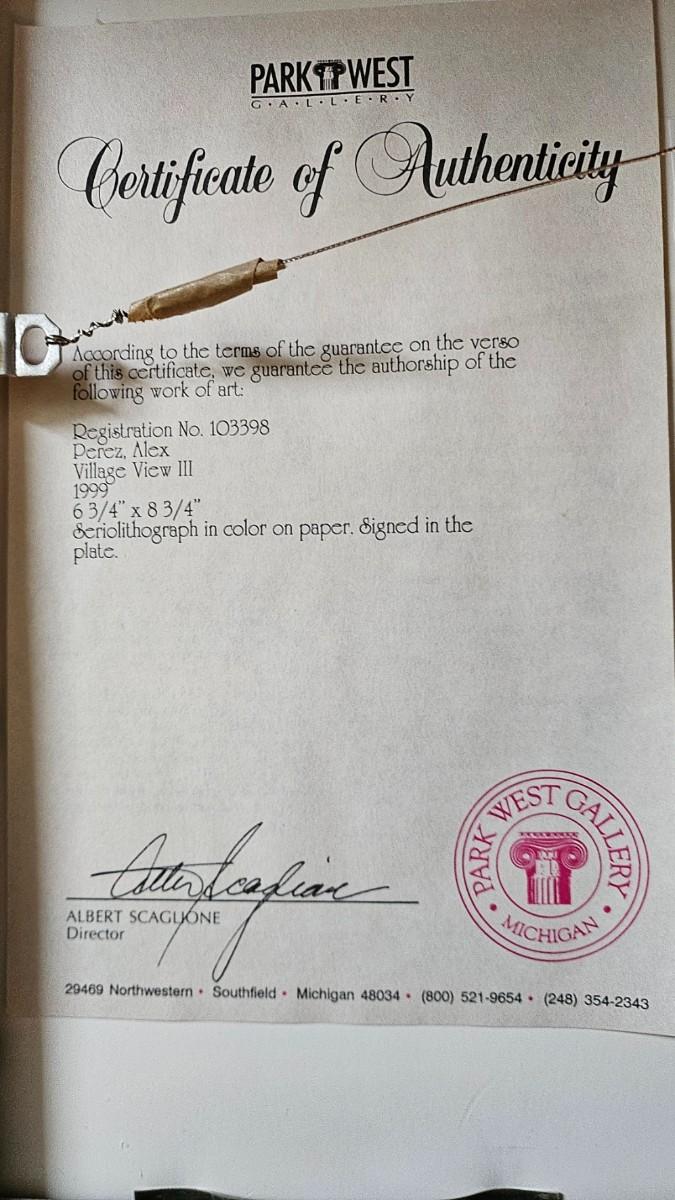 PARK WEST
G·A·L·L·E·R·Y
Certificate of Authenticity
According to the terms of the guarantee on the verso
of this certificate, we guarantee the authorship of the
following work of art:
Registration No. 103398
Perez, Alex
Village View III
1999
6 3/4" x 8 3/4"
Seriolithograph in color on paper. Signed in the
plate.
Albert Scaglione
ALBERT SCAGLIONE
Director
PARK WEST GALLERY
• MICHIGAN •
29469 Northwestern • Southfield • Michigan 48034 • (800) 521-9654 • (248) 354-2343